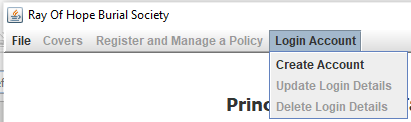 Ray Of Hope Burial Society
File Covers Register and Manage a Policy Login Account
Create Account
Update Login Details
Delete Login Details